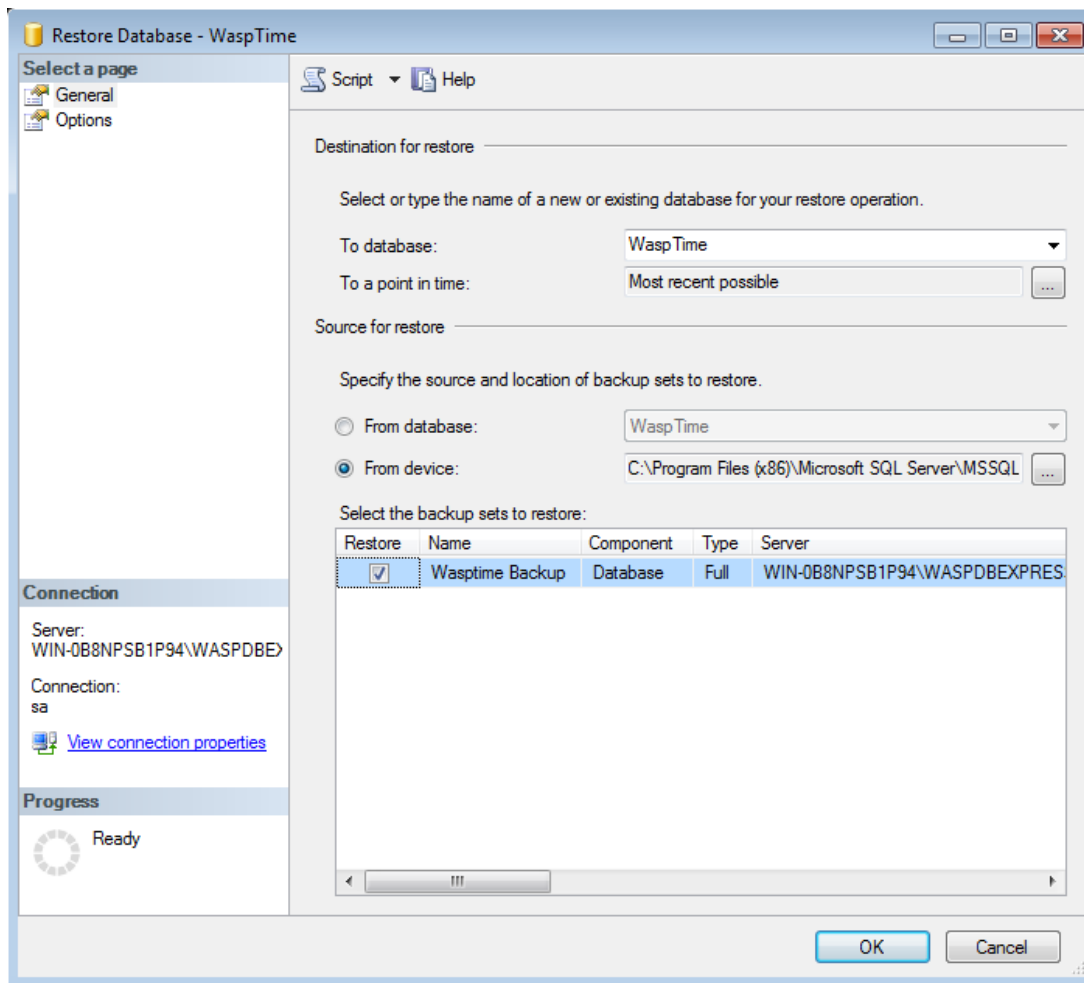 Restore Database - WaspTime
Select a page
General
Options
Script Help
Destination for restore
Select or type the name of a new or existing database for your restore operation.
To database: WaspTime
To a point in time: Most recent possible ...
Source for restore
Specify the source and location of backup sets to restore.
From database: WaspTime
From device: C:\Program Files (x86)\Microsoft SQL Server\MSSQL ...
Select the backup sets to restore:
Restore Name Component Type Server
Wasptime Backup Database Full WIN-0B8NPSB1P94\WASPDBEXPRES
Connection
Server:
WIN-0B8NPSB1P94\WASPDBEX
Connection:
sa
View connection properties
Progress
Ready
OK Cancel